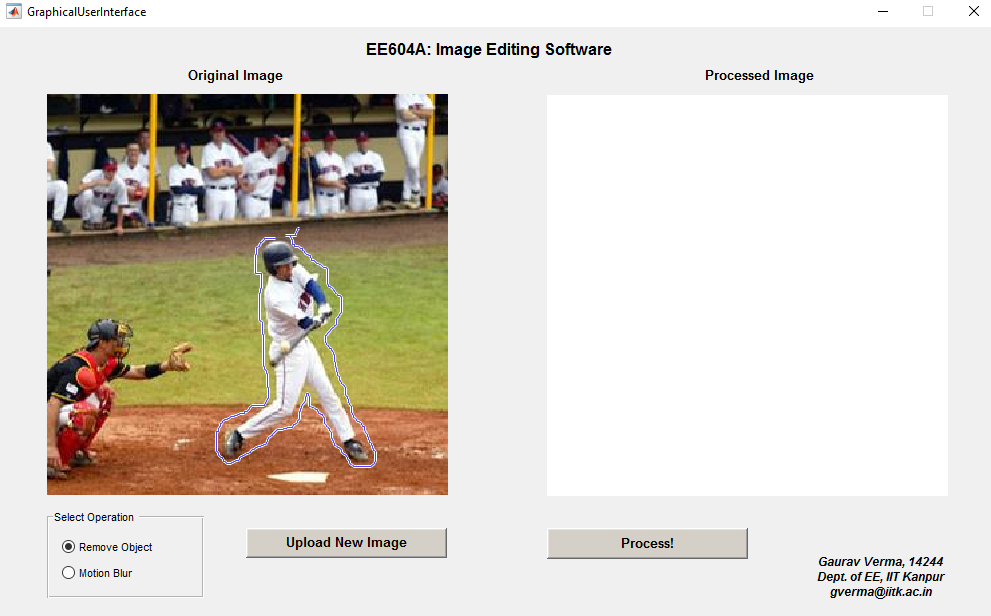 GraphicalUserInterface
EE604A: Image Editing Software
Original Image
Processed Image
Select Operation
Remove Object
Motion Blur
Upload New Image
Process!
Gaurav Verma, 14244
Dept. of EE, IIT Kanpur
gverma@iitk.ac.in